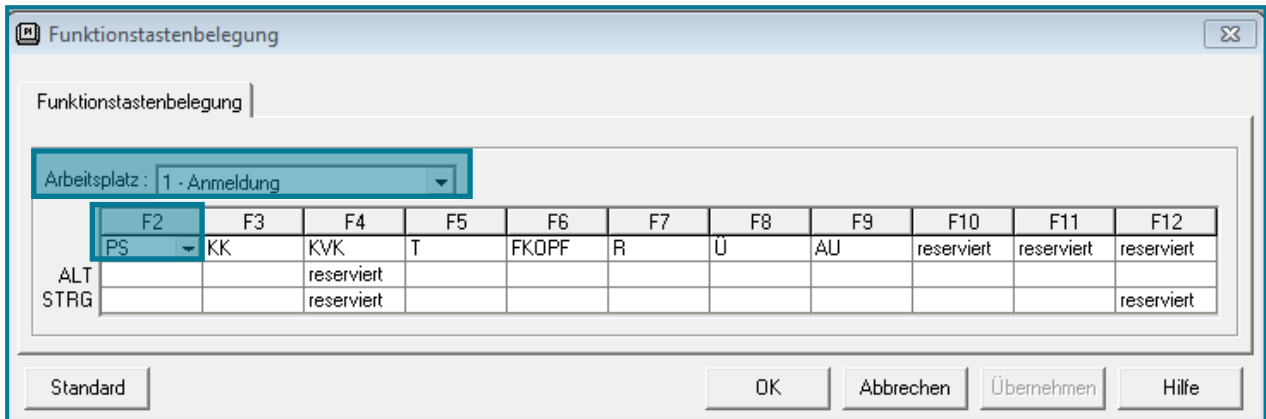 Funktionstastenbelegung
Funktionstastenbelegung
Arbeitsplatz : 1 - Anmeldung
F2 F3 F4 F5 F6 F7 F8 F9 F10 F11 F12
PS KK KVK T FKOPF R Ü AU reserviert reserviert reserviert
ALT reserviert
STRG reserviert reserviert
Standard OK Abbrechen Übernehmen Hilfe